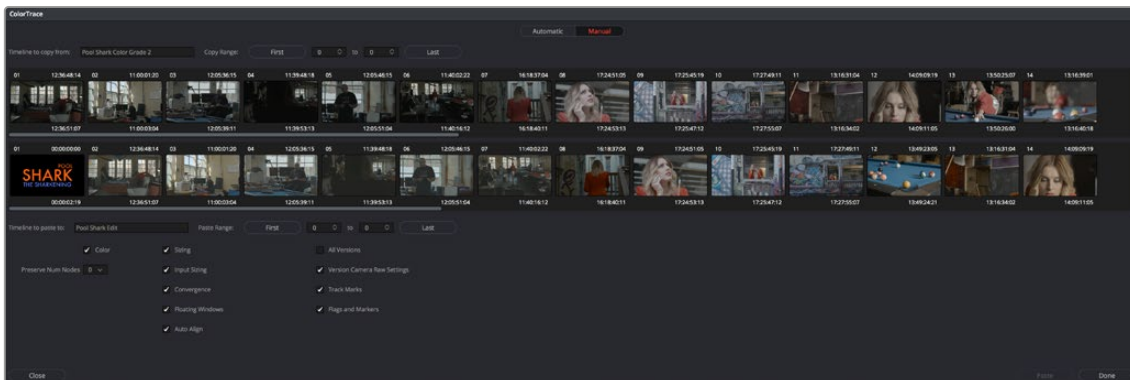 ColorTrace
Automatic Manual
Timeline to copy from: Pool Shark Color Grade 2 Copy Range: First 0 to 0 Last
01 12:36:48:14 02 11:00:01:20 03 12:05:36:15 04 11:39:48:18 05 12:05:46:15 06 11:40:02:22 07 16:18:37:04 08 17:24:51:05 09 17:25:45:19 10 17:27:49:11 11 13:16:31:04 12 14:09:09:19 13 13:50:25:07 14 13:16:39:01
12:36:51:07 11:00:03:04 12:05:39:11 11:39:53:13 12:05:51:04 11:40:16:12 16:18:40:11 17:24:53:13 17:25:47:12 17:27:55:07 13:16:34:02 14:09:11:05 13:50:26:00 13:16:40:18
01 00:00:00:00 02 12:36:48:14 03 11:00:01:20 04 12:05:36:15 05 11:39:48:18 06 12:05:46:15 07 11:40:02:22 08 16:18:37:04 09 17:24:51:05 10 17:25:45:19 11 17:27:49:11 12 13:49:23:05 13 13:16:31:04 14 14:09:09:19
POOL
SHARK
THE SHARKENING
00:00:02:19 12:36:51:07 11:00:03:04 12:05:39:11 11:39:53:13 12:05:51:04 11:40:16:12 16:18:40:11 17:24:53:13 17:25:47:12 17:27:55:07 13:49:24:21 13:16:34:02 14:09:11:05
Timeline to paste to: Pool Shark Edit Paste Range: First 0 to 0 Last
Color Sizing All Versions
Preserve Num Nodes 0 Input Sizing Version Camera Raw Settings
Convergence Track Marks
Floating Windows Flags and Markers
Auto Align
Close Paste Done